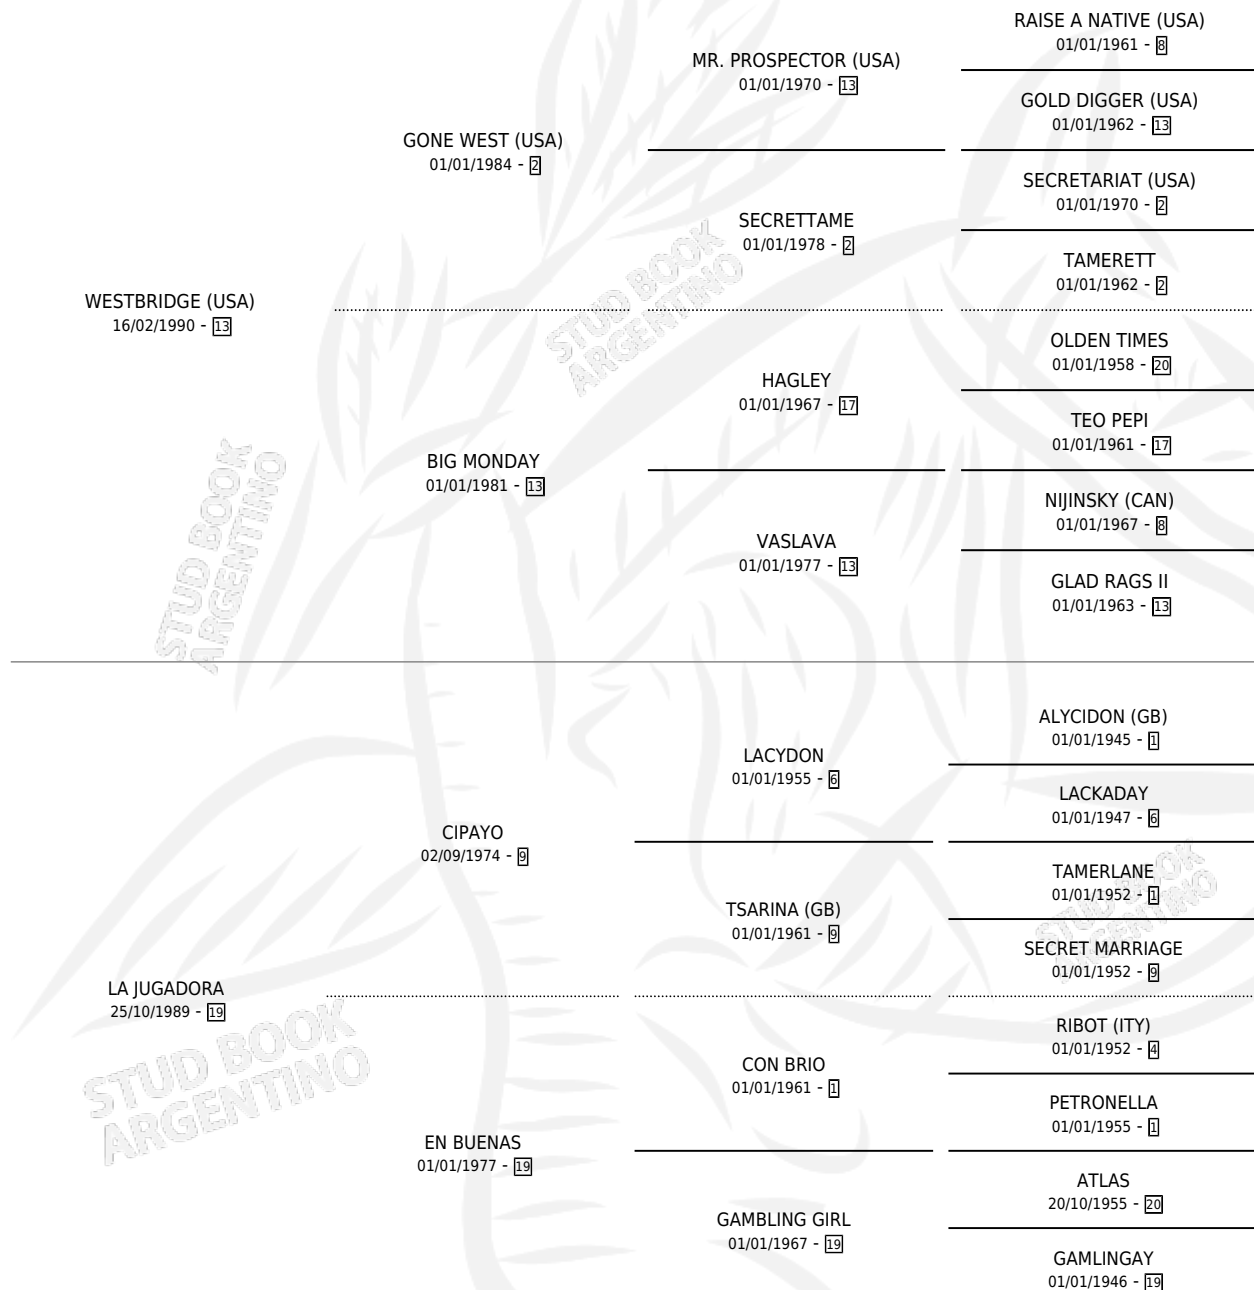 RAISE A NATIVE (USA)
01/01/1961 - 8
MR. PROSPECTOR (USA)
01/01/1970 - 13
GOLD DIGGER (USA)
01/01/1962 - 13
GONE WEST (USA)
01/01/1984 - 2
SECRETARIAT (USA)
01/01/1970 - 2
SECRETTAME
01/01/1978 - 2
TAMERETT
01/01/1962 - 2
WESTBRIDGE (USA)
16/02/1990 - 13
OLDEN TIMES
01/01/1958 - 20
HAGLEY
01/01/1967 - 17
TEO PEPI
01/01/1961 - 17
BIG MONDAY
01/01/1981 - 13
NIJINSKY (CAN)
01/01/1967 - 8
VASLAVA
01/01/1977 - 13
GLAD RAGS II
01/01/1963 - 13
ALYCIDON (GB)
01/01/1945 - 1
LACYDON
01/01/1955 - 6
LACKADAY
01/01/1947 - 6
CIPAYO
02/09/1974 - 9
TAMERLANE
01/01/1952 - 1
TSARINA (GB)
01/01/1961 - 9
SECRET MARRIAGE
01/01/1952 - 9
LA JUGADORA
25/10/1989 - 19
RIBOT (ITY)
01/01/1952 - 4
CON BRIO
01/01/1961 - 1
PETRONELLA
01/01/1955 - 1
EN BUENAS
01/01/1977 - 19
ATLAS
20/10/1955 - 20
GAMBLING GIRL
01/01/1967 - 19
GAMLINGAY
01/01/1946 - 19
STUD BOOK
ARGENTINO
STUD BOOK
ARGENTINO
STUD BOOK
ARGENTINO
STUD BOOK
ARGENTINO